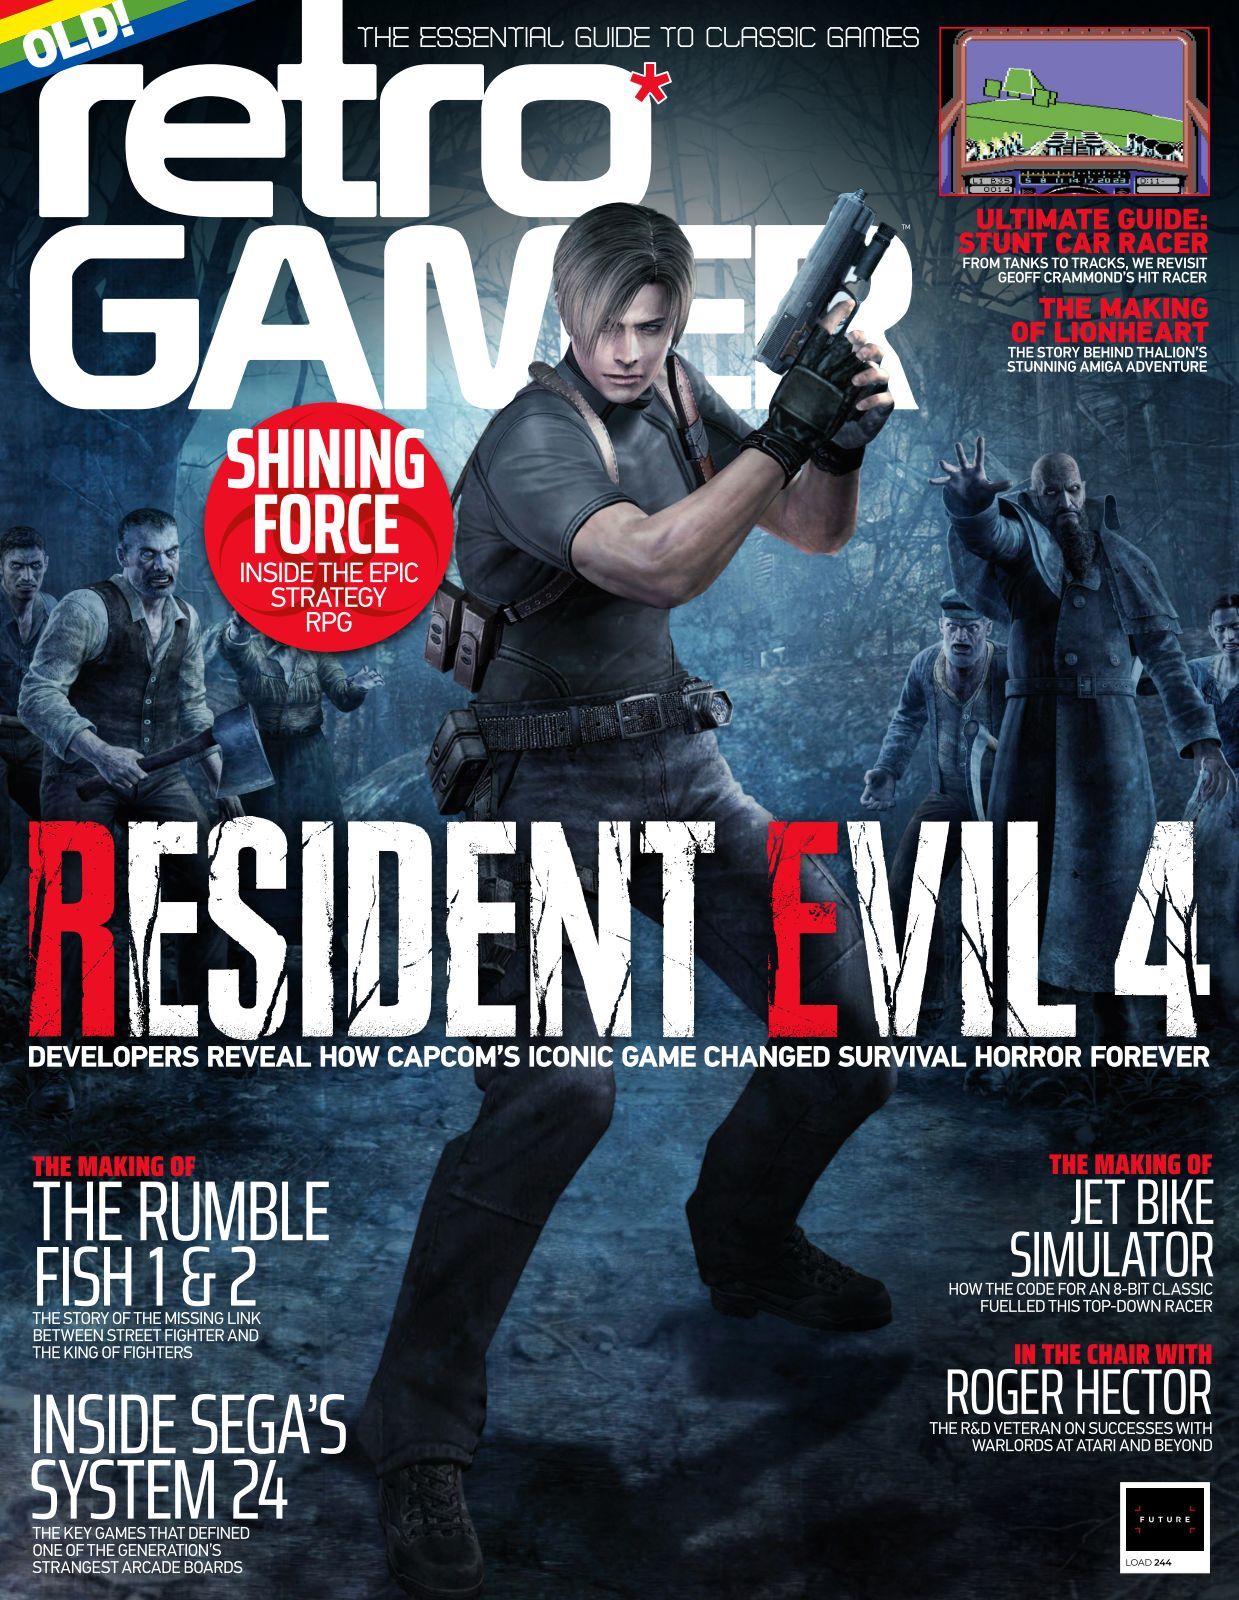 OLD!
THE ESSENTIAL GUIDE TO CLASSIC GAMES
retro*
GAMER™
ULTIMATE GUIDE:
STUNT CAR RACER
FROM TANKS TO TRACKS, WE REVISIT
GEOFF CRAMMOND'S HIT RACER
THE MAKING
OF LIONHEART
THE STORY BEHIND THALION'S
STUNNING AMIGA ADVENTURE
SHINING
FORCE
INSIDE THE EPIC
STRATEGY
RPG
RESIDENT EVIL 4
DEVELOPERS REVEAL HOW CAPCOM'S ICONIC GAME CHANGED SURVIVAL HORROR FOREVER
THE MAKING OF
THE RUMBLE
FISH 1 & 2
THE STORY OF THE MISSING LINK
BETWEEN STREET FIGHTER AND
THE KING OF FIGHTERS
INSIDE SEGA'S
SYSTEM 24
THE KEY GAMES THAT DEFINED
ONE OF THE GENERATION'S
STRANGEST ARCADE BOARDS
THE MAKING OF
JET BIKE
SIMULATOR
HOW THE CODE FOR AN 8-BIT CLASSIC
FUELLED THIS TOP-DOWN RACER
IN THE CHAIR WITH
ROGER HECTOR
THE R&D VETERAN ON SUCCESSES WITH
WARLORDS AT ATARI AND BEYOND
FUTURE
LOAD 244